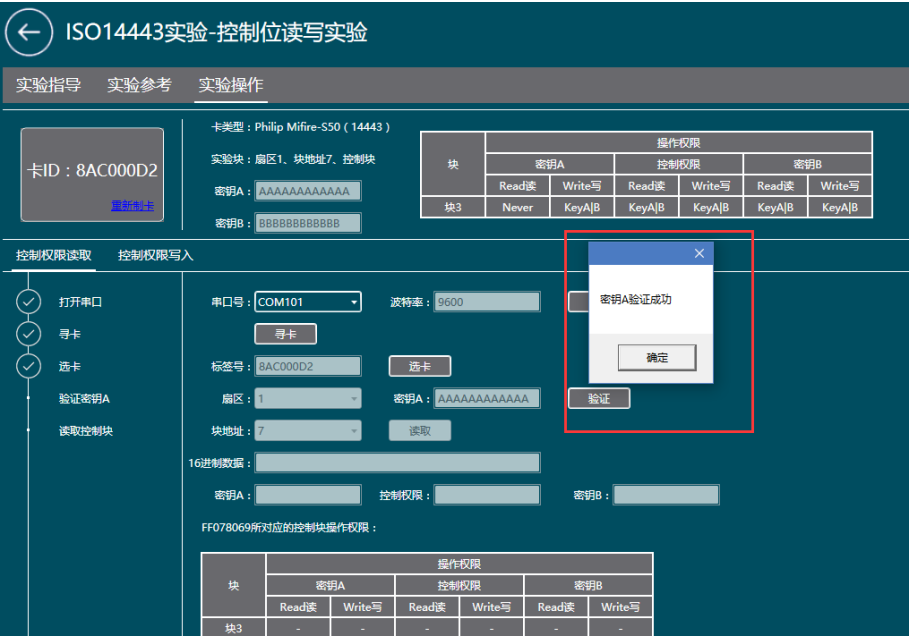 ISO14443实验-控制位读写实验
实验指导 实验参考 实验操作
卡ID：8AC000D2
重新制卡
卡类型：Philip Mifire-S50（14443）
实验块：扇区1、块地址7、控制块
密钥A：AAAAAAAAAAAA
密钥B：BBBBBBBBBBBB
操作权限
块 密钥A 控制权限 密钥B
Read读 Write写 Read读 Write写 Read读 Write写
块3 Never KeyA|B KeyA|B KeyA|B KeyA|B KeyA|B
控制权限读取 控制权限写入
打开串口
寻卡
选卡
验证密钥A
读取控制块
串口号：COM101 波特率：9600
寻卡
标签号：8AC000D2 选卡
扇区：1 密钥A：AAAAAAAAAAAA 验证
块地址：7 读取
16进制数据：
密钥A： 控制权限： 密钥B：
密钥A验证成功
确定
FF078069所对应的控制块操作权限：
操作权限
块 密钥A 控制权限 密钥B
Read读 Write写 Read读 Write写 Read读 Write写
块3 - - - - - -